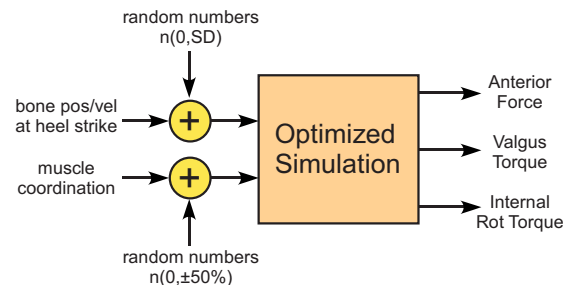 random numbers
n(0,SD)
bone pos/vel
at heel strike
+
muscle
coordination
+
random numbers
n(0,±50%)
Optimized
Simulation
Anterior
Force
Valgus
Torque
Internal
Rot Torque